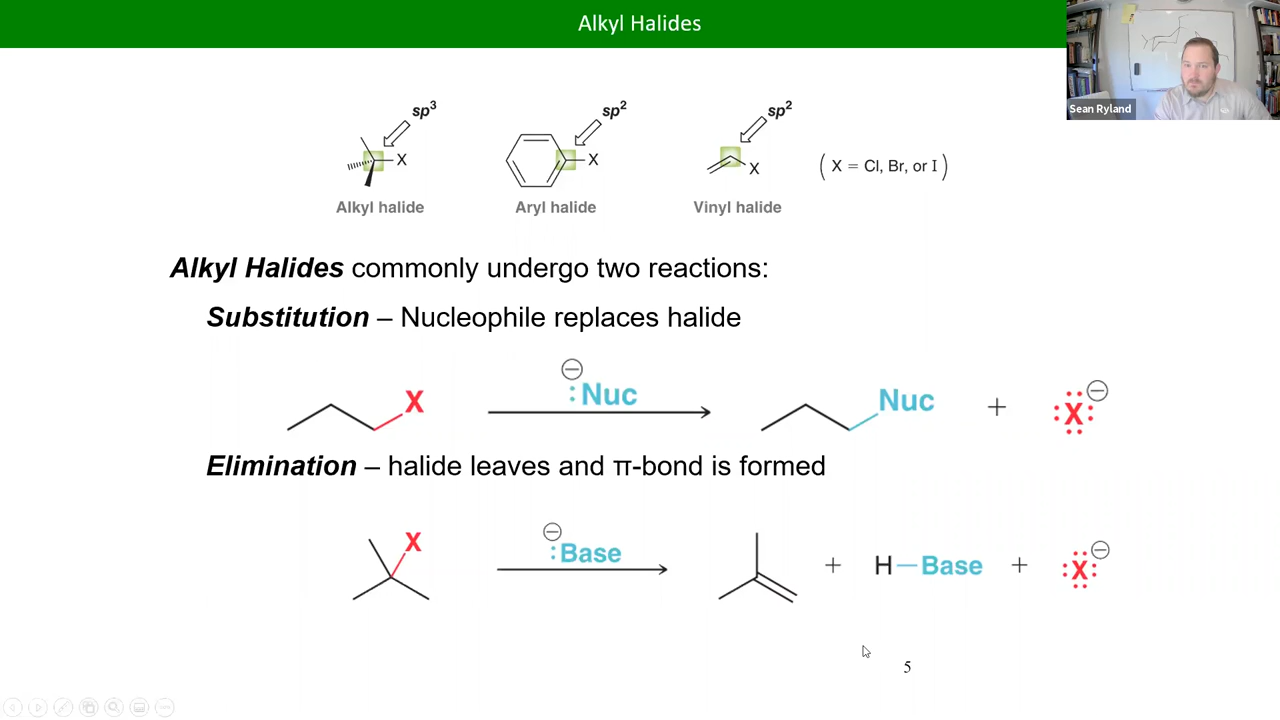 Alkyl Halides
Sean Ryland
sp3 sp2 sp2
X X X ( X = Cl, Br, or I )
Alkyl halide Aryl halide Vinyl halide
Alkyl Halides commonly undergo two reactions:
Substitution – Nucleophile replaces halide
X ⊖ :Nuc Nuc + :X: ⊖
Elimination – halide leaves and π-bond is formed
X ⊖ :Base + H–Base + :X: ⊖
5